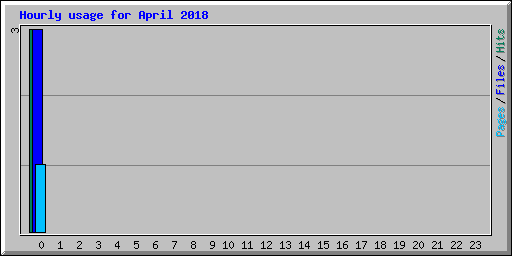 Hourly usage for April 2018
3
Pages/Files/Hits
0 1 2 3 4 5 6 7 8 9 10 11 12 13 14 15 16 17 18 19 20 21 22 23